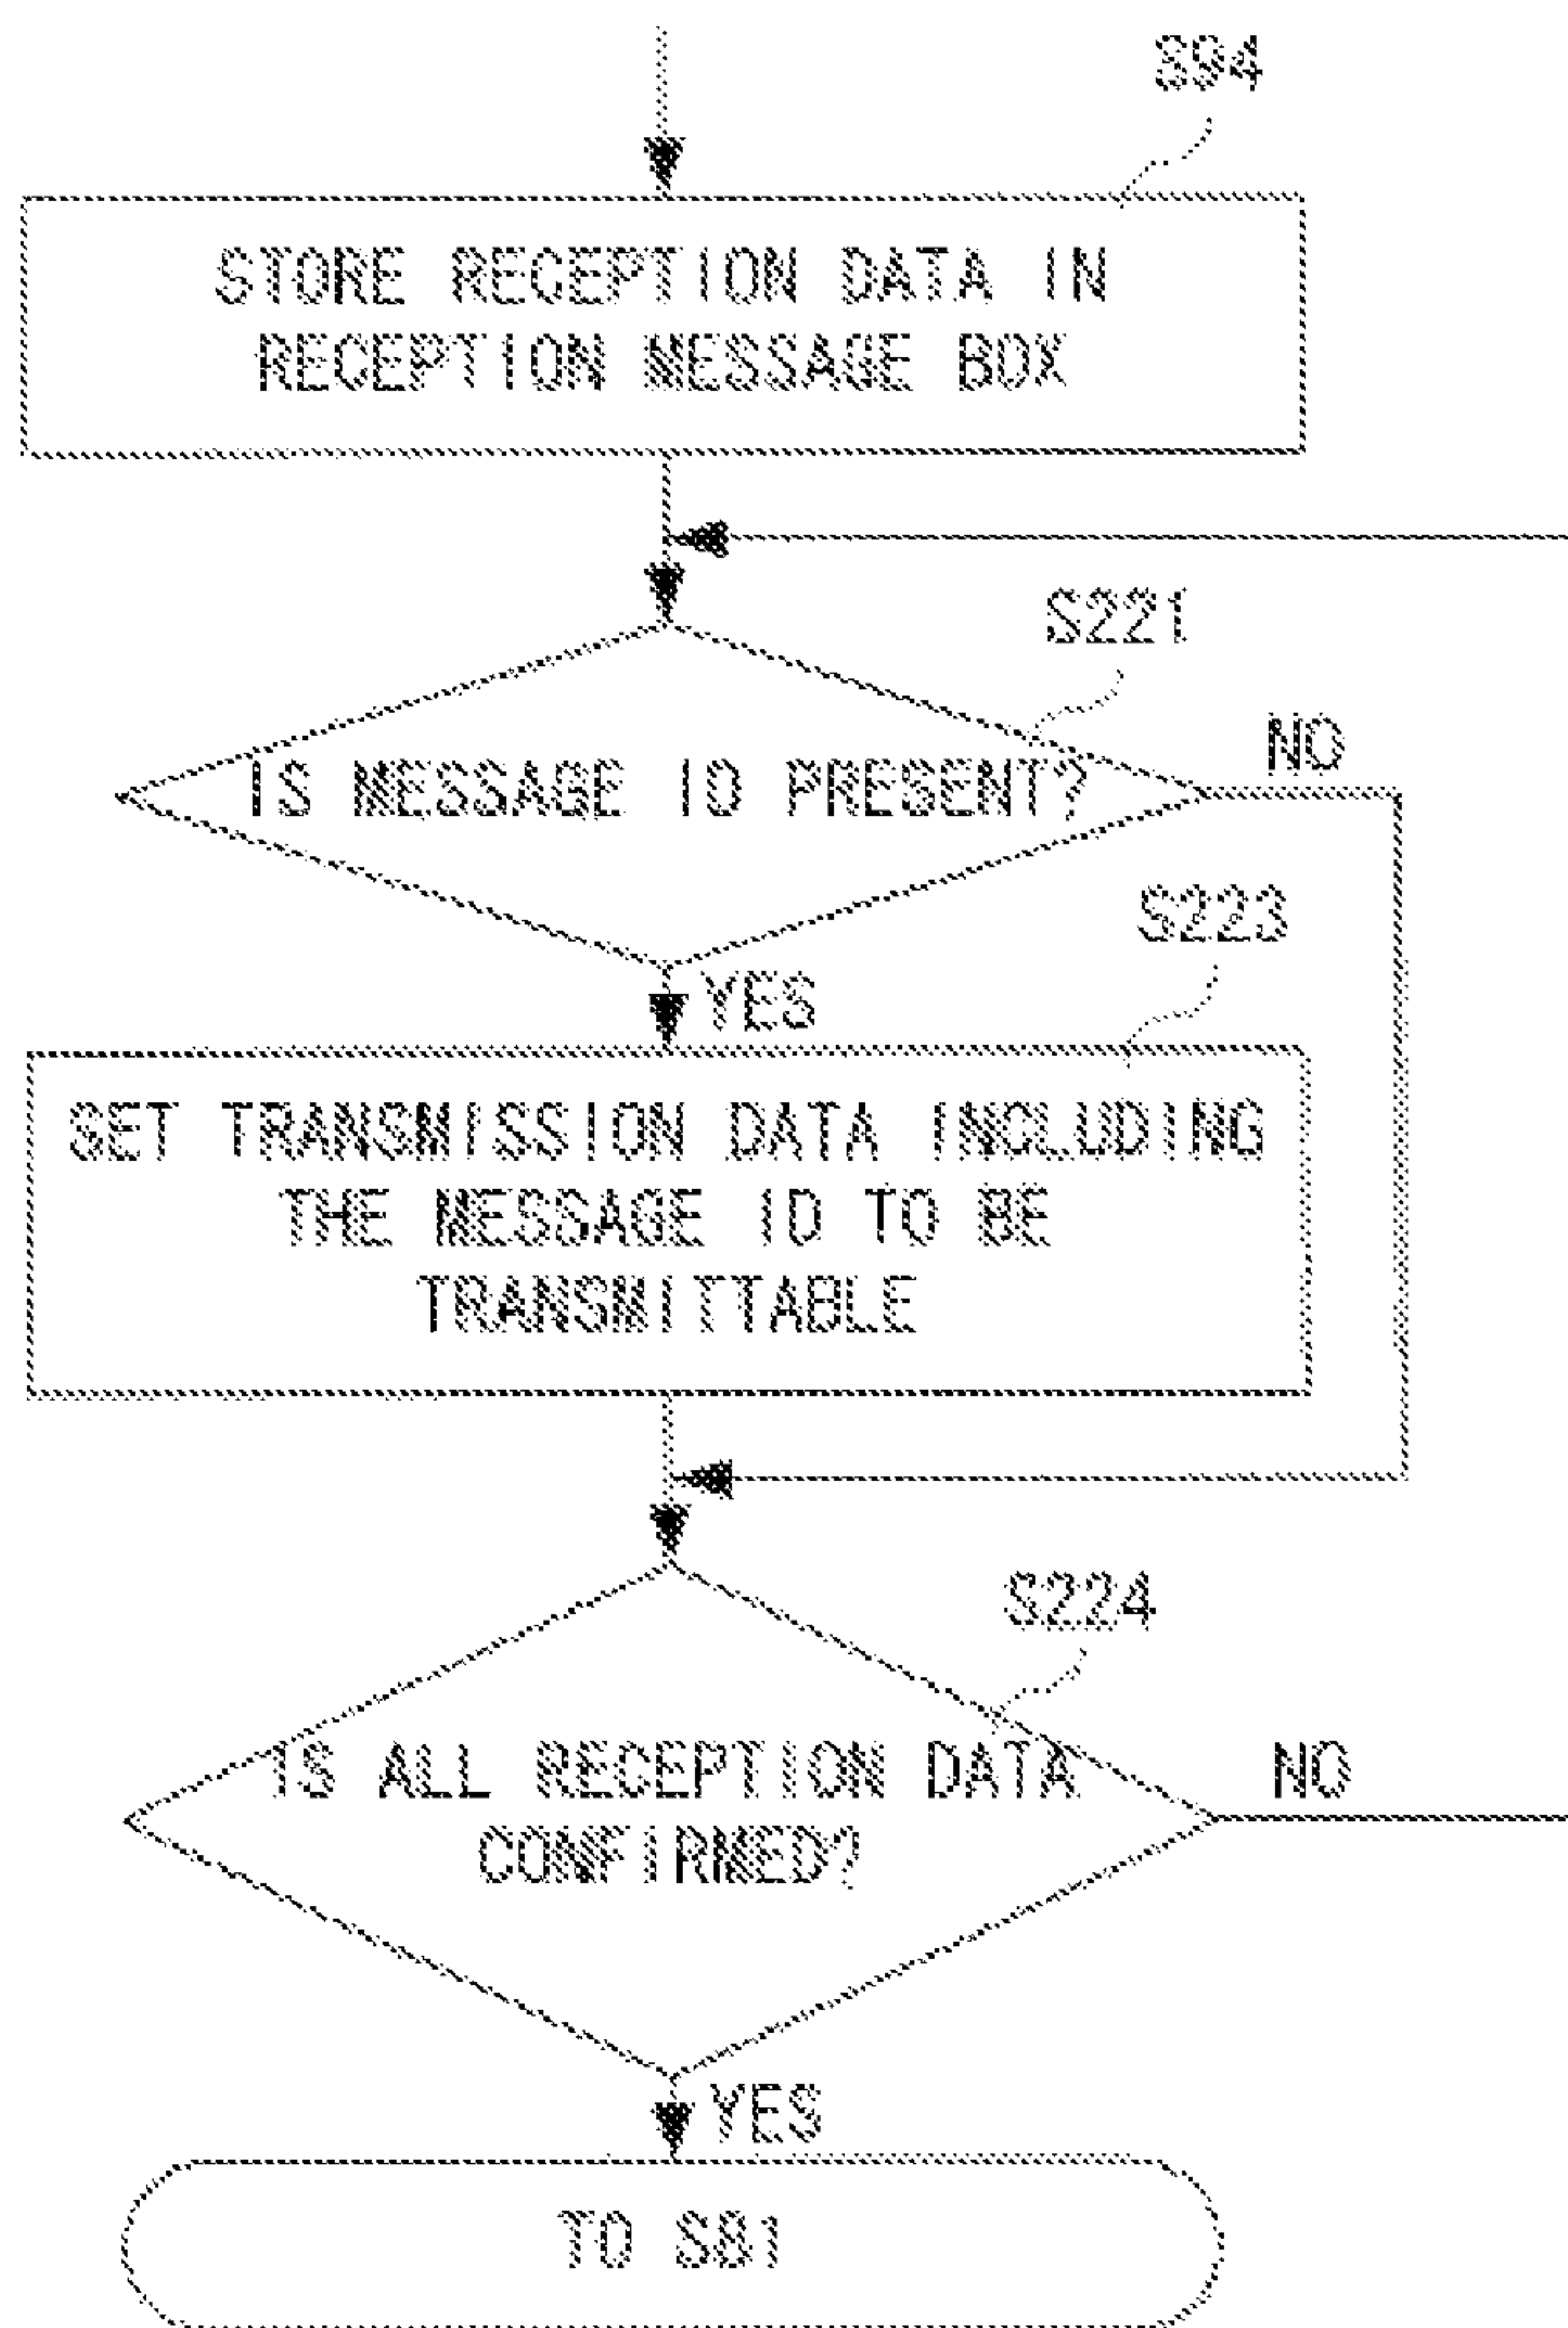 S94
STORE RECEPTION DATA IN
RECEPTION MESSAGE BOX
S221
IS MESSAGE ID PRESENT?
NO
S223
YES
SET TRANSMISSION DATA INCLUDING
THE MESSAGE ID TO BE
TRANSMITTABLE
S224
IS ALL RECEPTION DATA
CONFIRMED?
NO
YES
TO S81